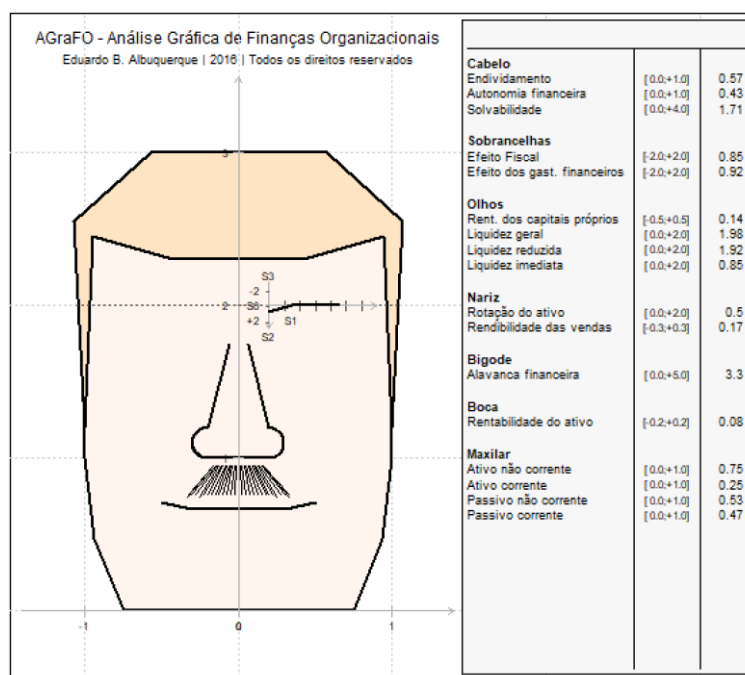 AGraFO - Análise Gráfica de Finanças Organizacionais
Eduardo B. Albuquerque | 2016 | Todos os direitos reservados
3
S3
-2
2
S1
+2
S2
1
-1
0
1
Cabelo
Endividamento [0.0;+1.0] 0.57
Autonomia financeira [0.0;+1.0] 0.43
Solvabilidade [0.0;+4.0] 1.71
Sobrancelhas
Efeito Fiscal [-2.0;+2.0] 0.85
Efeito dos gast. financeiros [-2.0;+2.0] 0.92
Olhos
Rent. dos capitais próprios [-0.5;+0.5] 0.14
Liquidez geral [0.0;+2.0] 1.98
Liquidez reduzida [0.0;+2.0] 1.92
Liquidez imediata [0.0;+2.0] 0.85
Nariz
Rotação do ativo [0.0;+2.0] 0.5
Rendibilidade das vendas [-0.3;+0.3] 0.17
Bigode
Alavanca financeira [0.0;+5.0] 3.3
Boca
Rentabilidade do ativo [-0.2;+0.2] 0.08
Maxilar
Ativo não corrente [0.0;+1.0] 0.75
Ativo corrente [0.0;+1.0] 0.25
Passivo não corrente [0.0;+1.0] 0.53
Passivo corrente [0.0;+1.0] 0.47